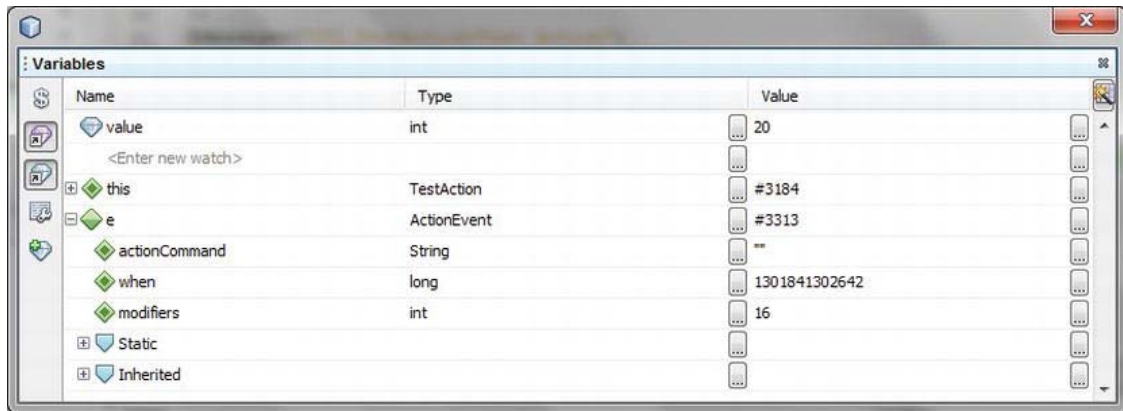 Variables
Name Type Value
value int 20
<Enter new watch>
this TestAction #3184
e ActionEvent #3313
actionCommand String ""
when long 1301841302642
modifiers int 16
Static
Inherited